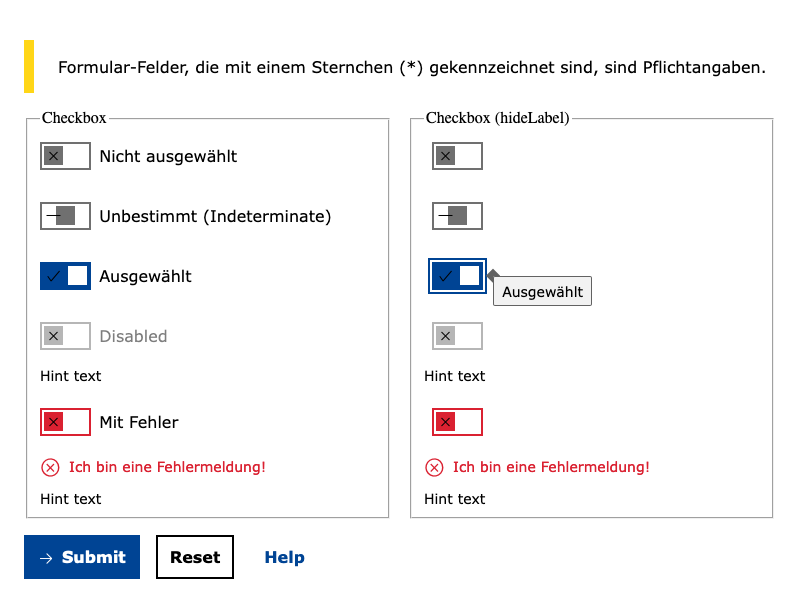 Formular-Felder, die mit einem Sternchen (*) gekennzeichnet sind, sind Pflichtangaben.
Checkbox
Nicht ausgewählt
Unbestimmt (Indeterminate)
Ausgewählt
Disabled
Hint text
Mit Fehler
Ich bin eine Fehlermeldung!
Hint text
Checkbox (hideLabel)
Ausgewählt
Hint text
Ich bin eine Fehlermeldung!
Hint text
Submit
Reset
Help